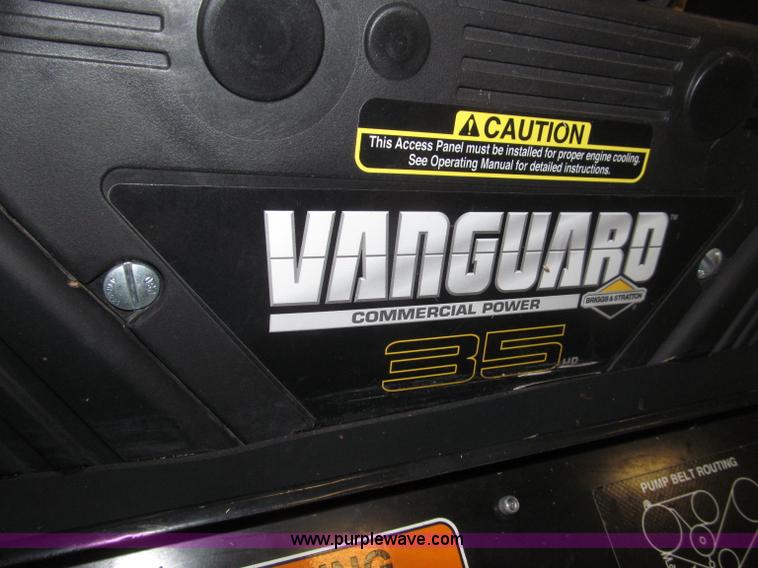 CAUTION
This Access Panel must be installed for proper engine cooling.
See Operating Manual for detailed instructions.
VANGUARD™
COMMERCIAL POWER
BRIGGS & STRATTON
35 HP
PUMP BELT ROUTING
www.purplewave.com